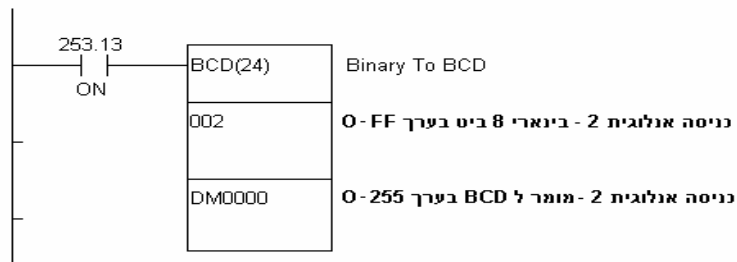 253.13
ON
BCD(24) Binary To BCD
002 כניסה אנלוגית 2 - בינארי 8 ביט בערך O-FF
DM0000 כניסה אנלוגית 2 -מומר ל BCD בערך O-255